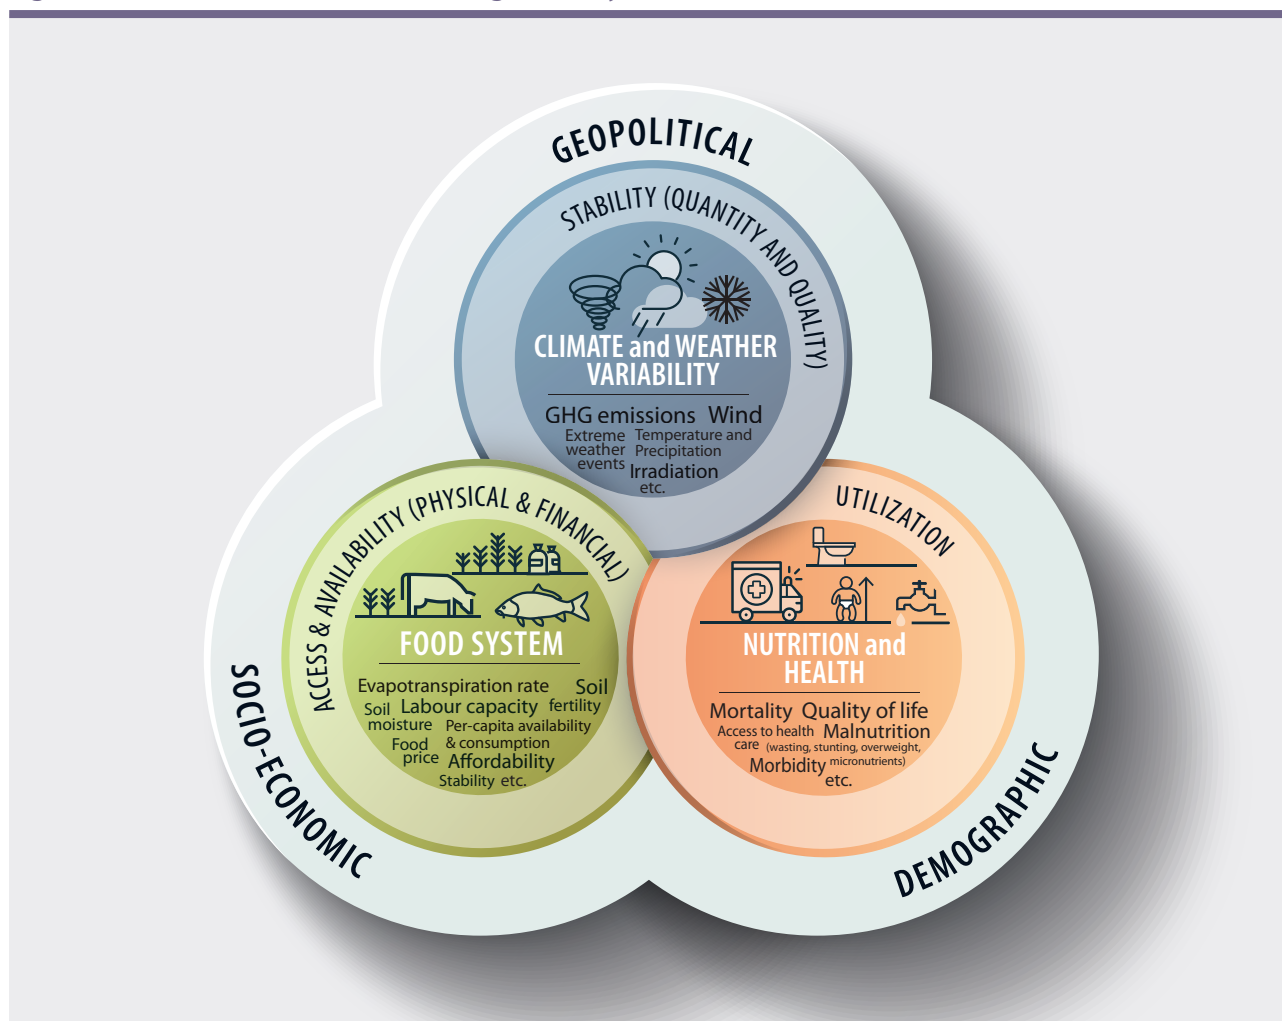 GEOPOLITICAL
STABILITY (QUANTITY AND QUALITY)
CLIMATE and WEATHER
VARIABILITY
GHG emissions Wind
Extreme
weather
events
Temperature and
Precipitation
Irradiation
etc.
ACCESS & AVAILABILITY (PHYSICAL & FINANCIAL)
FOOD SYSTEM
Evapotranspiration rate
Soil
fertility
Soil
moisture
Labour capacity
Per-capita availability
& consumption
Food
price
Affordability
Stability etc.
UTILIZATION
NUTRITION and
HEALTH
Mortality Quality of life
Access to health
care
Malnutrition
(wasting, stunting, overweight,
micronutrients)
Morbidity
etc.
SOCIO-ECONOMIC
DEMOGRAPHIC